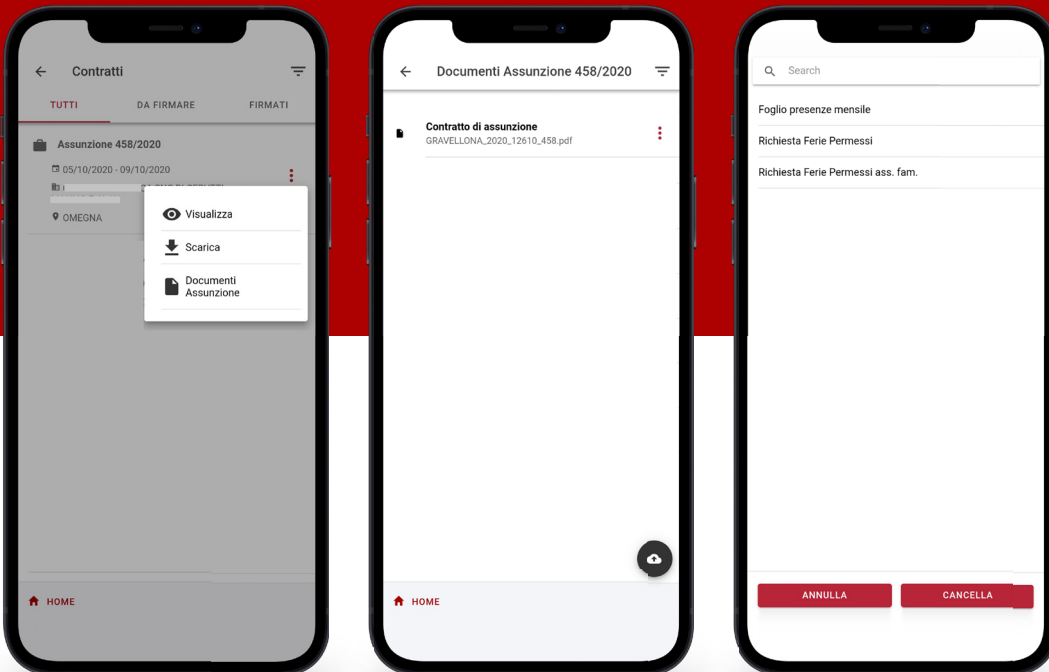 Contratti
TUTTI
DA FIRMARE
FIRMATI
Assunzione 458/2020
05/10/2020 - 09/10/2020
OMEGNA
Visualizza
Scarica
Documenti
Assunzione
HOME
Documenti Assunzione 458/2020
Contratto di assunzione
GRAVELLONA_2020_12610_458.pdf
HOME
Search
Foglio presenze mensile
Richiesta Ferie Permessi
Richiesta Ferie Permessi ass. fam.
ANNULLA
CANCELLA